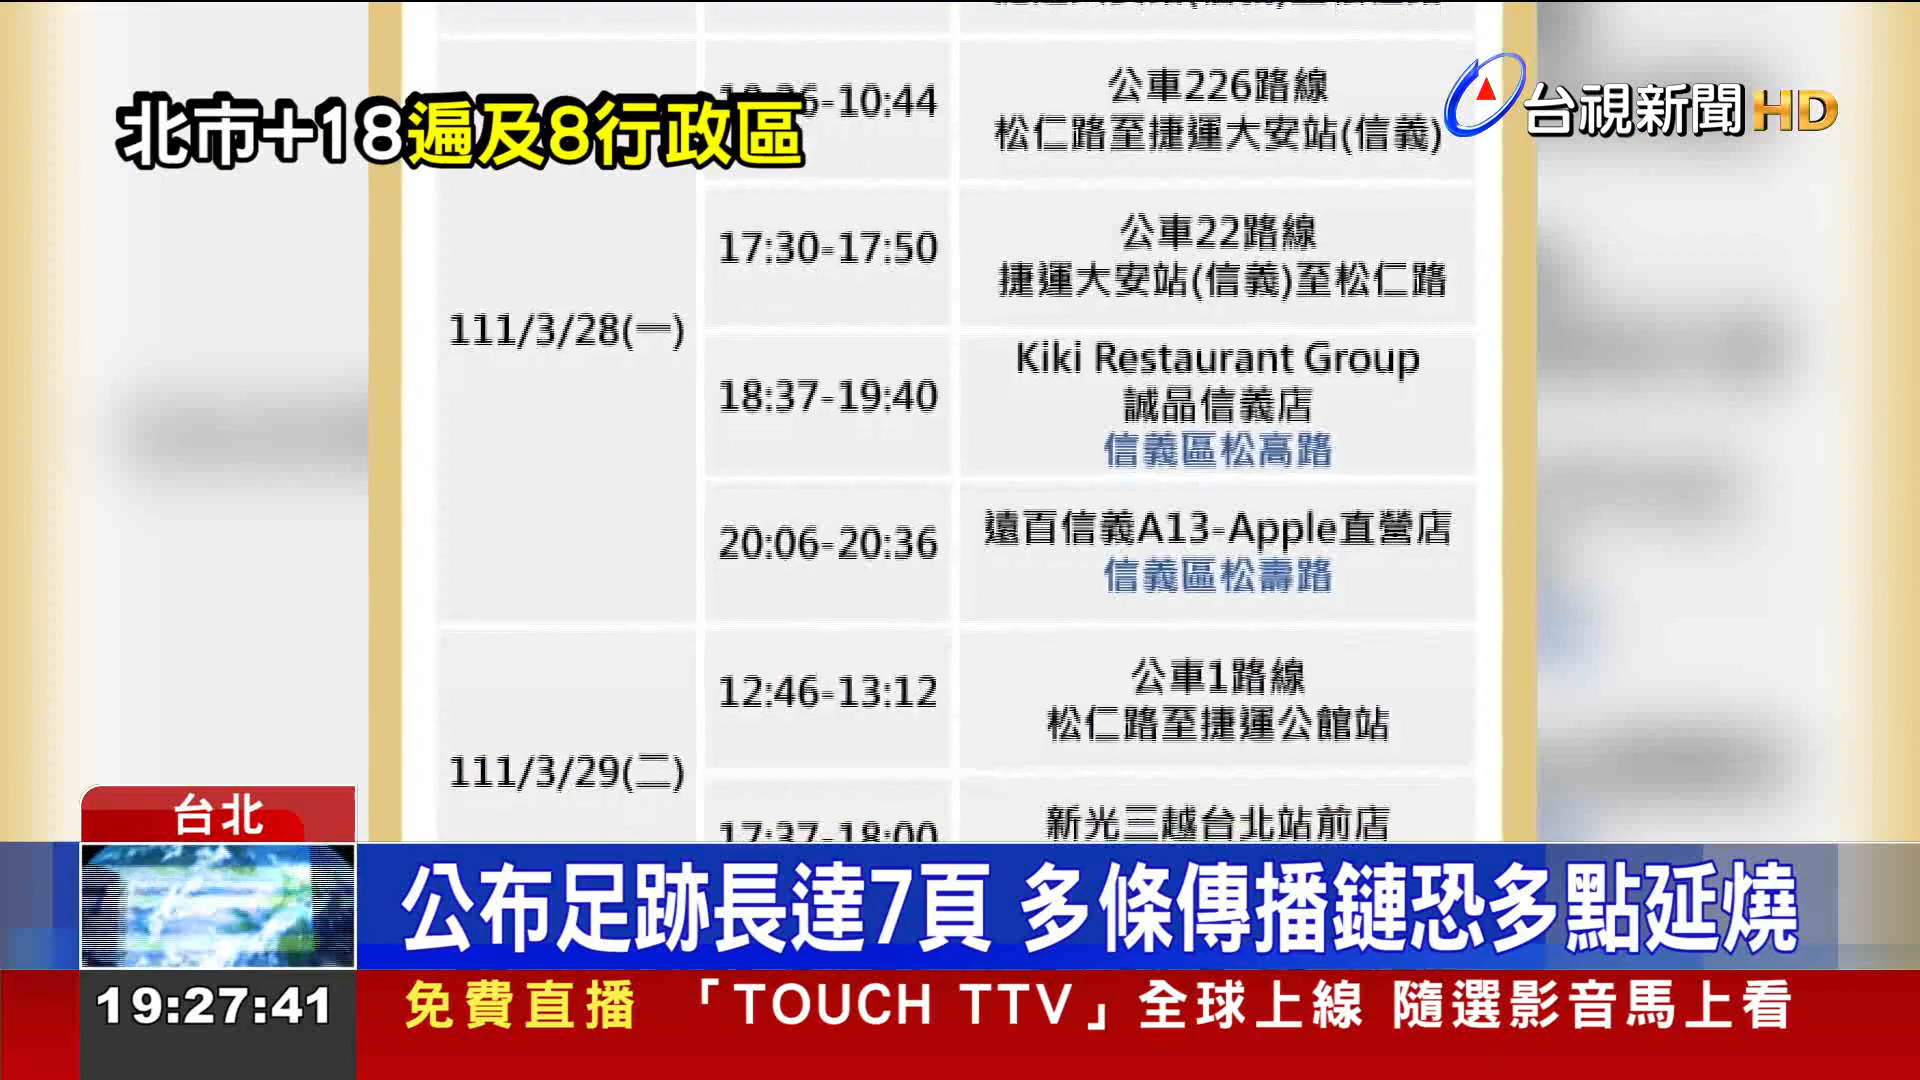 北市+18遍及8行政區
台視新聞HD
-10:44
公車226路線
松仁路至捷運大安站(信義)
111/3/28(一)
17:30-17:50
公車22路線
捷運大安站(信義)至松仁路
18:37-19:40
Kiki Restaurant Group
誠品信義店
信義區松高路
20:06-20:36
遠百信義A13-Apple直營店
信義區松壽路
111/3/29(二)
12:46-13:12
公車1路線
松仁路至捷運公館站
17:37-18:00
新光三越台北站前店
台北
公布足跡長達7頁 多條傳播鏈恐多點延燒
19:27:41
免費直播 「TOUCH TTV」全球上線 隨選影音馬上看